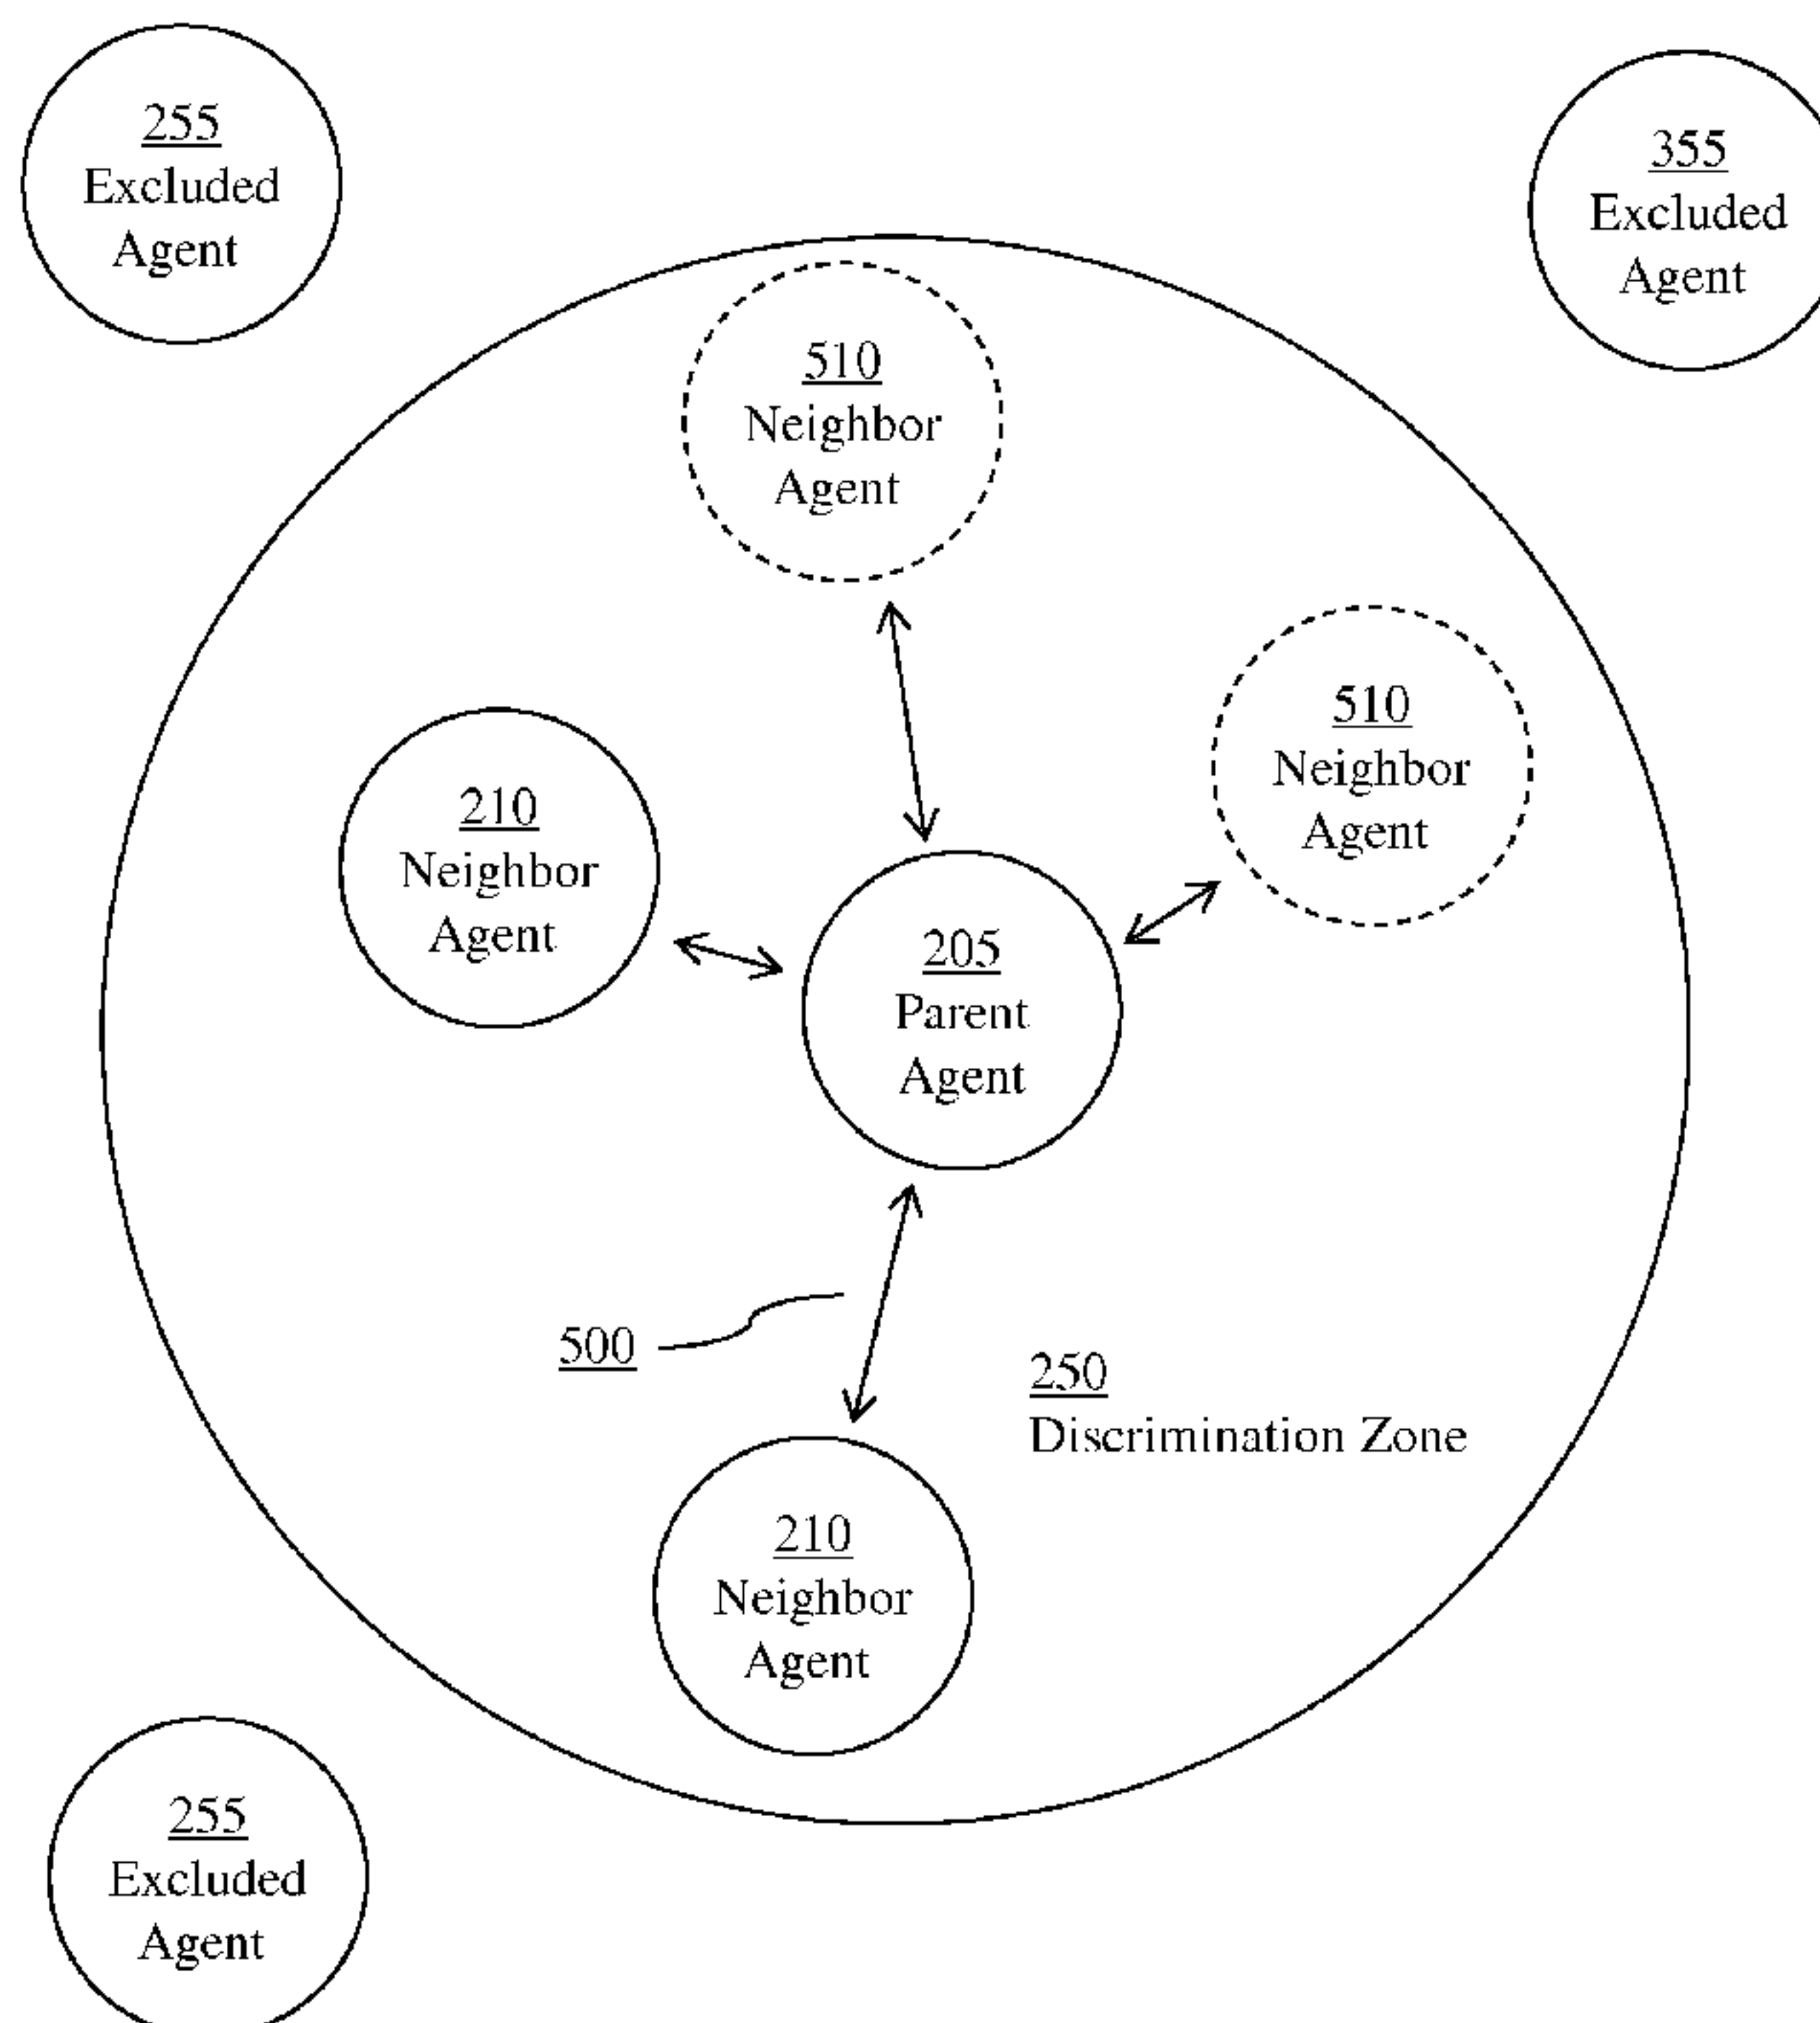 255
Excluded
Agent
355
Excluded
Agent
510
Neighbor
Agent
510
Neighbor
Agent
210
Neighbor
Agent
205
Parent
Agent
500
250
Discrimination Zone
210
Neighbor
Agent
255
Excluded
Agent